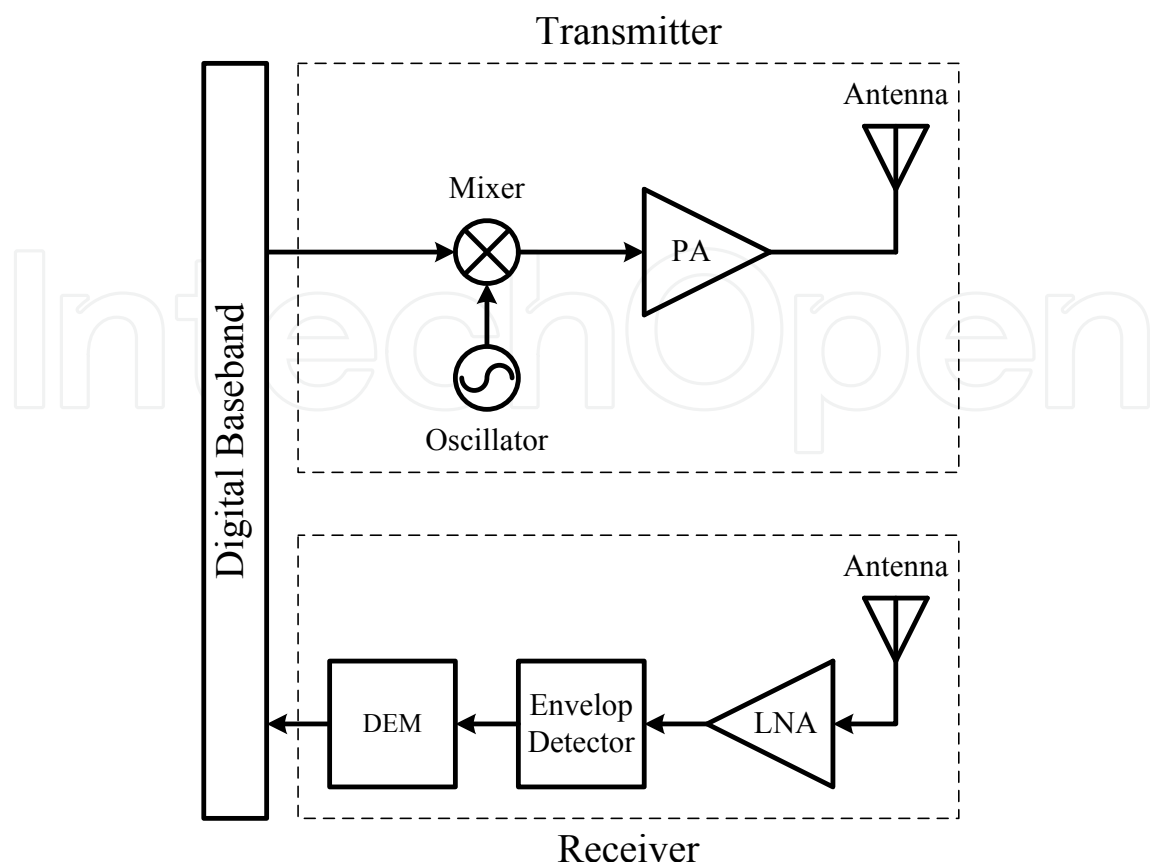 Transmitter
Antenna
Mixer
PA
Oscillator
Digital Baseband
IntechOpen
Antenna
DEM
Envelop
Detector
LNA
Receiver